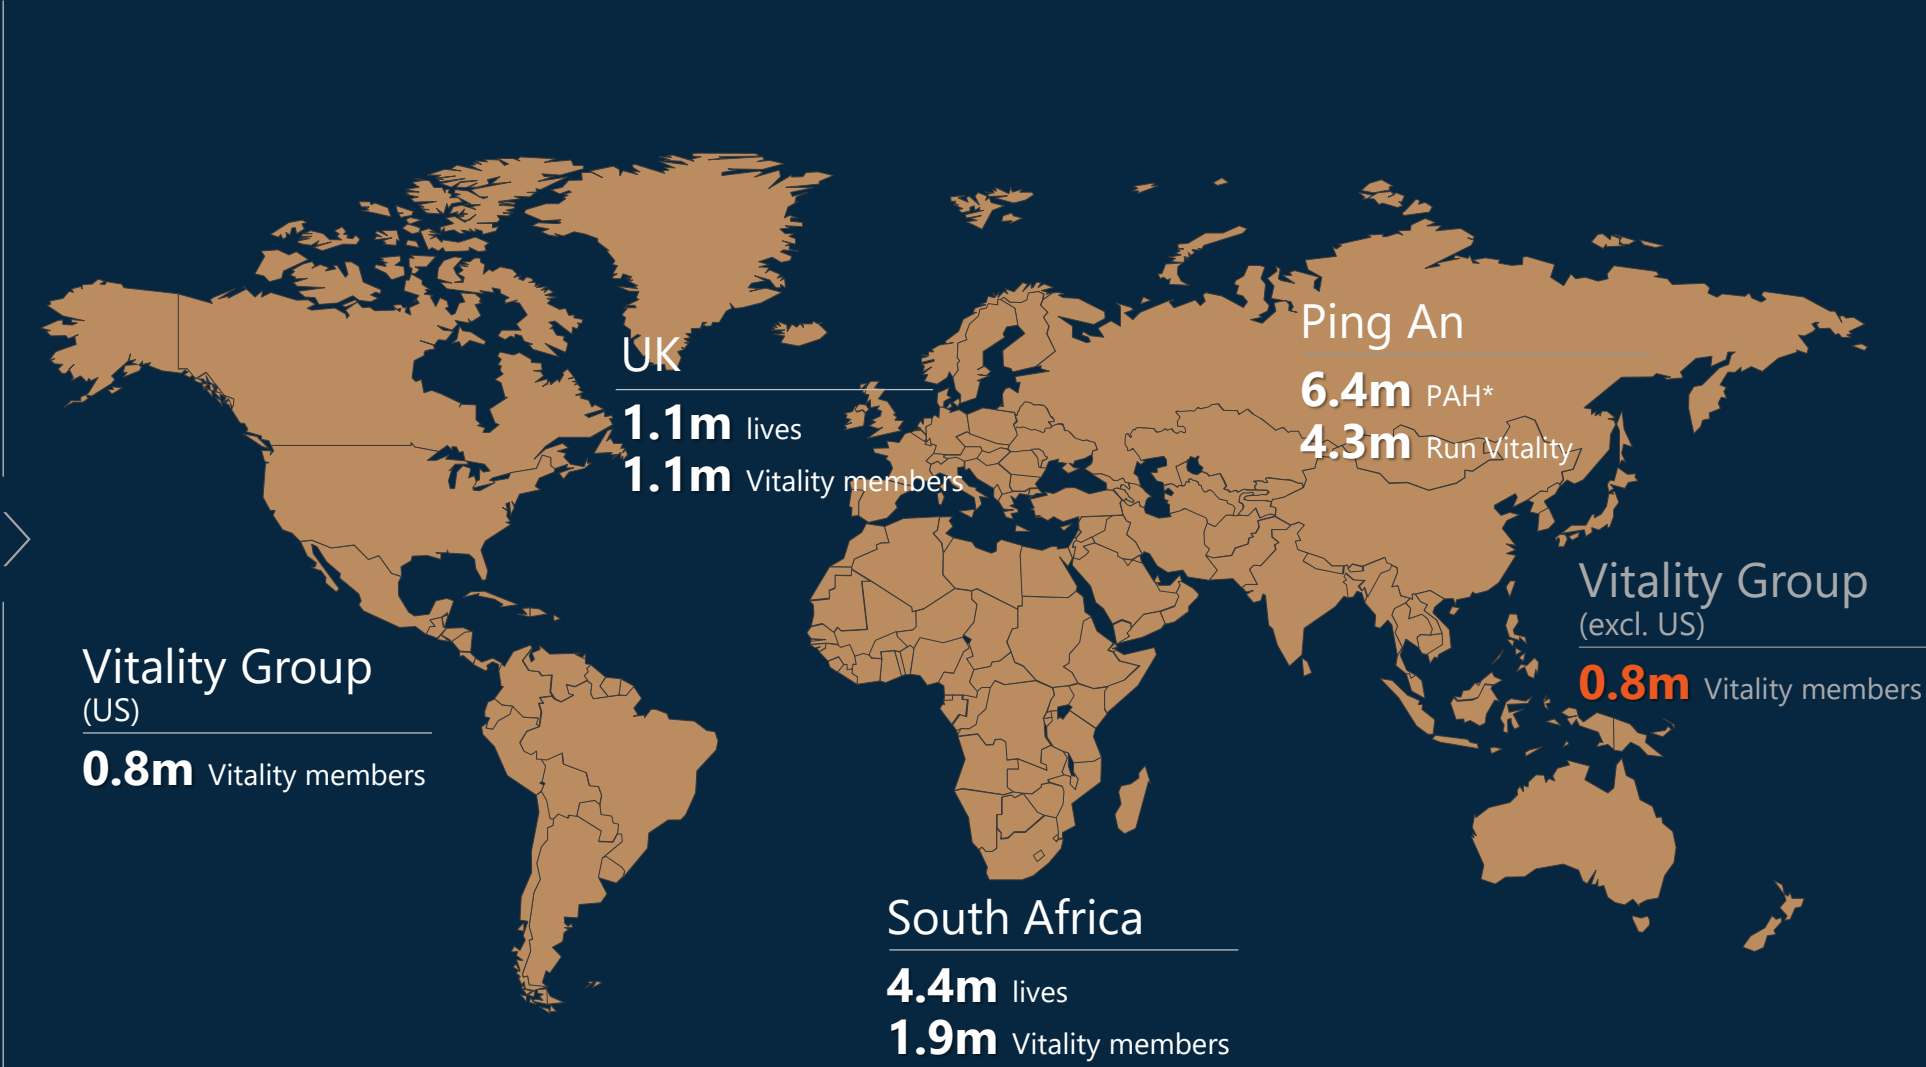 UK
1.1m lives
1.1m Vitality members
Ping An
6.4m PAH*
4.3m Run Vitality
Vitality Group
(excl. US)
0.8m Vitality members
Vitality Group
(US)
0.8m Vitality members
South Africa
4.4m lives
1.9m Vitality members